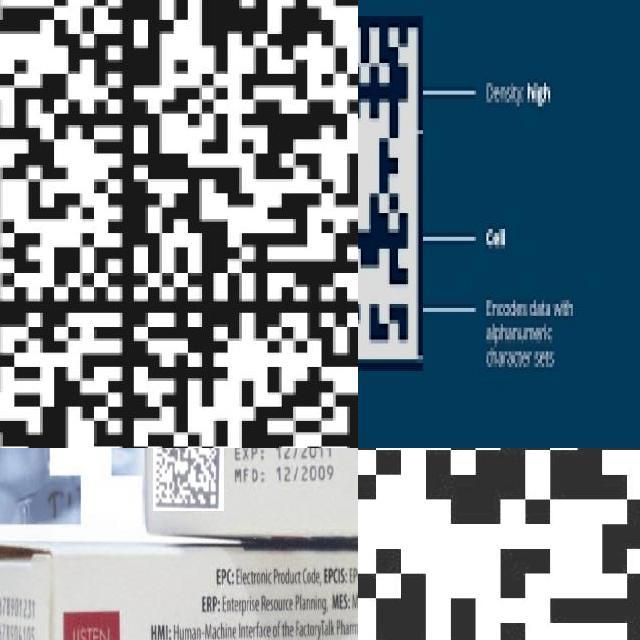 Density: high
Cell
Encodes data with
alphanumeric
character sets
EXP: 12/2011
MFD: 12/2009
EPC: Electronic Product Code, EPCIS:
ERP: Enterprise Resource Planning, MES:
HMI: Human-Machine Interface of the FactoryTalk
LISTEN